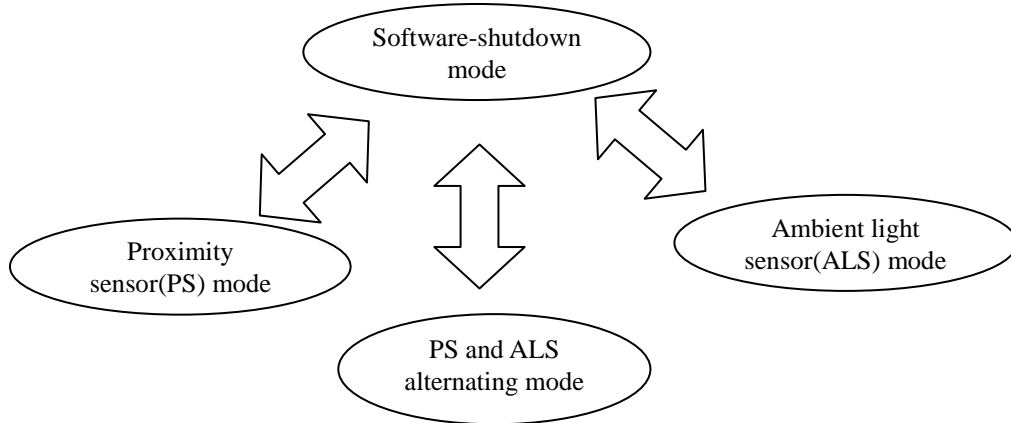 Software-shutdown
mode
Proximity
sensor(PS) mode
Ambient light
sensor(ALS) mode
PS and ALS
alternating mode